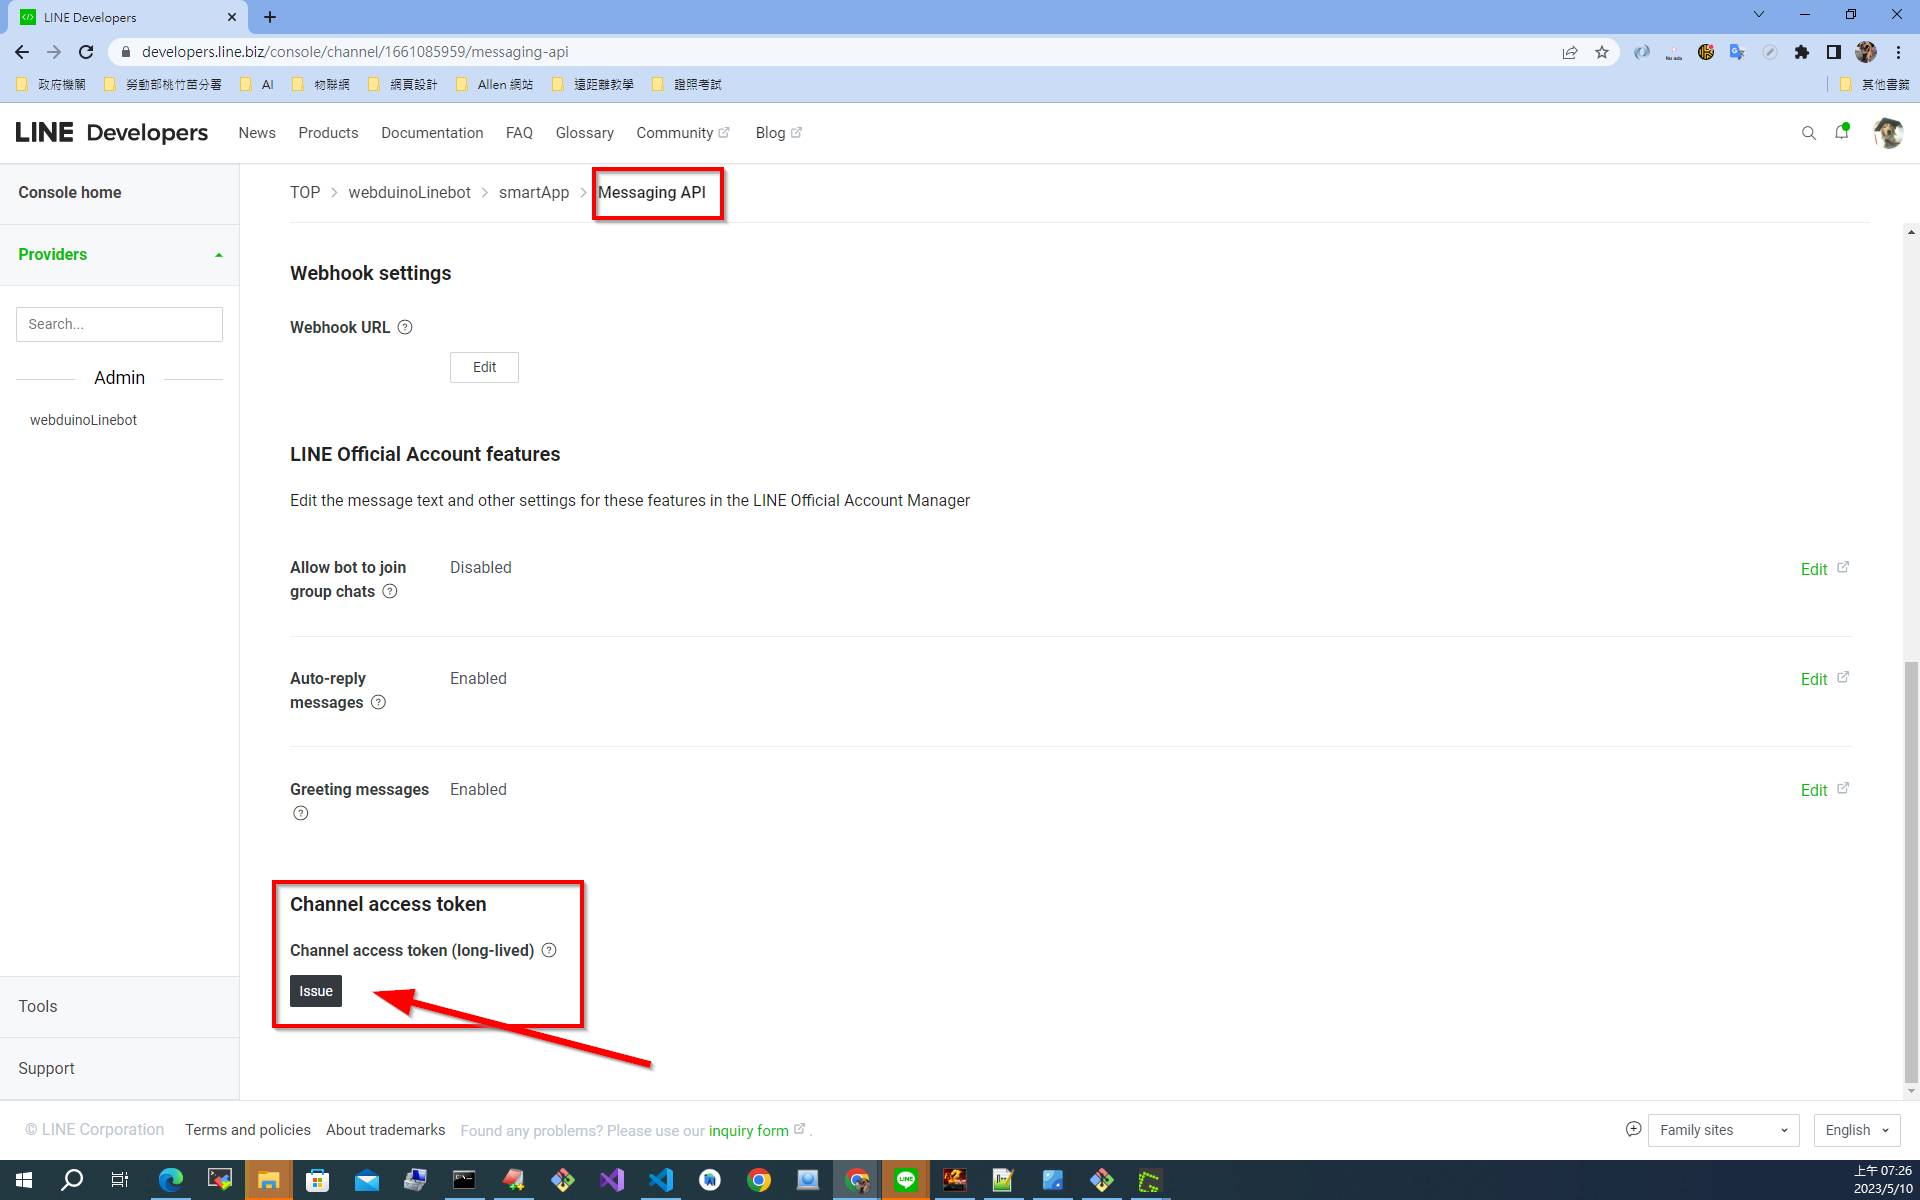 LINE Developers
developers.line.biz/console/channel/1661085959/messaging-api
No ads
政府機關
勞動部桃竹苗分署
AI
物聯網
網頁設計
Allen 網站
遠距離教學
證照考試
其他書籤
LINE Developers
News
Products
Documentation
FAQ
Glossary
Community
Blog
Console home
TOP
webduinoLinebot
smartApp
Messaging API
Providers
Search...
Admin
webduinoLinebot
Tools
Support
Webhook settings
Webhook URL
Edit
LINE Official Account features
Edit the message text and other settings for these features in the LINE Official Account Manager
Allow bot to join
group chats
Disabled
Edit
Auto-reply
messages
Enabled
Edit
Greeting messages
Enabled
Edit
Channel access token
Channel access token (long-lived)
Issue
© LINE Corporation
Terms and policies
About trademarks
Found any problems? Please use our inquiry form .
Family sites
English
上午 07:26
2023/5/10